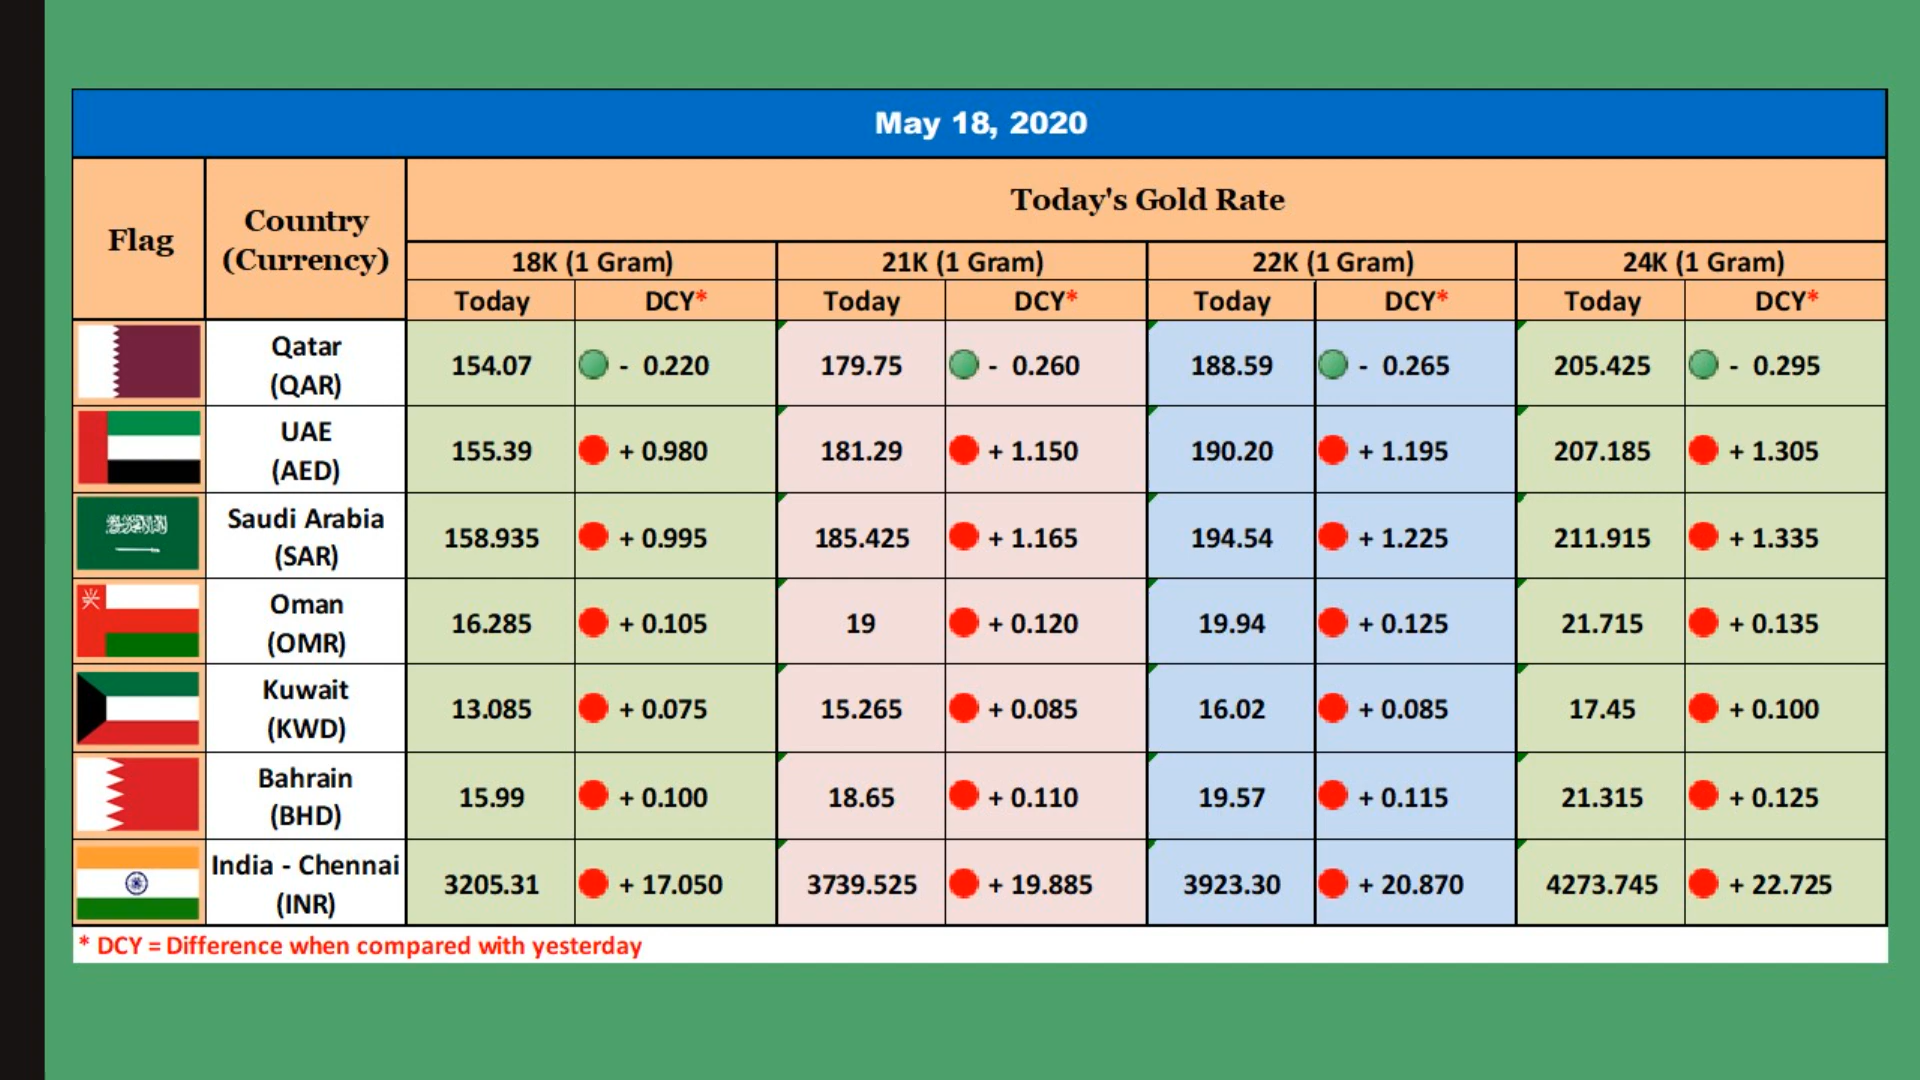 May 18, 2020
Flag
Country
(Currency)
Today's Gold Rate
18K (1 Gram) 21K (1 Gram) 22K (1 Gram) 24K (1 Gram)
Today DCY* Today DCY* Today DCY* Today DCY*
Qatar
(QAR)
154.07 - 0.220 179.75 - 0.260 188.59 - 0.265 205.425 - 0.295
UAE
(AED)
155.39 + 0.980 181.29 + 1.150 190.20 + 1.195 207.185 + 1.305
Saudi Arabia
(SAR)
158.935 + 0.995 185.425 + 1.165 194.54 + 1.225 211.915 + 1.335
Oman
(OMR)
16.285 + 0.105 19 + 0.120 19.94 + 0.125 21.715 + 0.135
Kuwait
(KWD)
13.085 + 0.075 15.265 + 0.085 16.02 + 0.085 17.45 + 0.100
Bahrain
(BHD)
15.99 + 0.100 18.65 + 0.110 19.57 + 0.115 21.315 + 0.125
India - Chennai
(INR)
3205.31 + 17.050 3739.525 + 19.885 3923.30 + 20.870 4273.745 + 22.725
* DCY = Difference when compared with yesterday